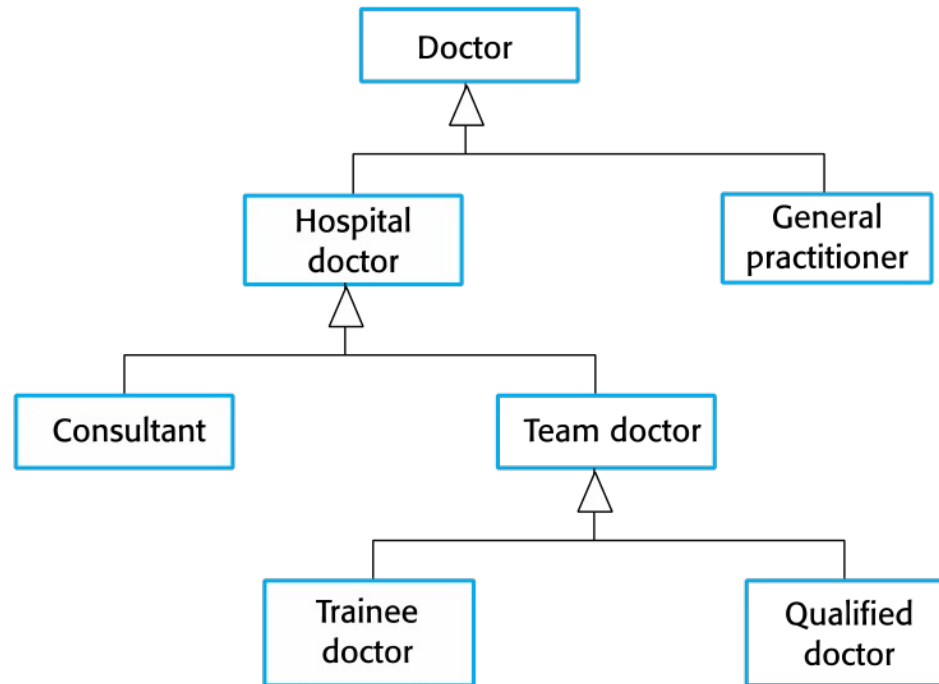 Doctor
Hospital
doctor
General
practitioner
Consultant
Team doctor
Trainee
doctor
Qualified
doctor